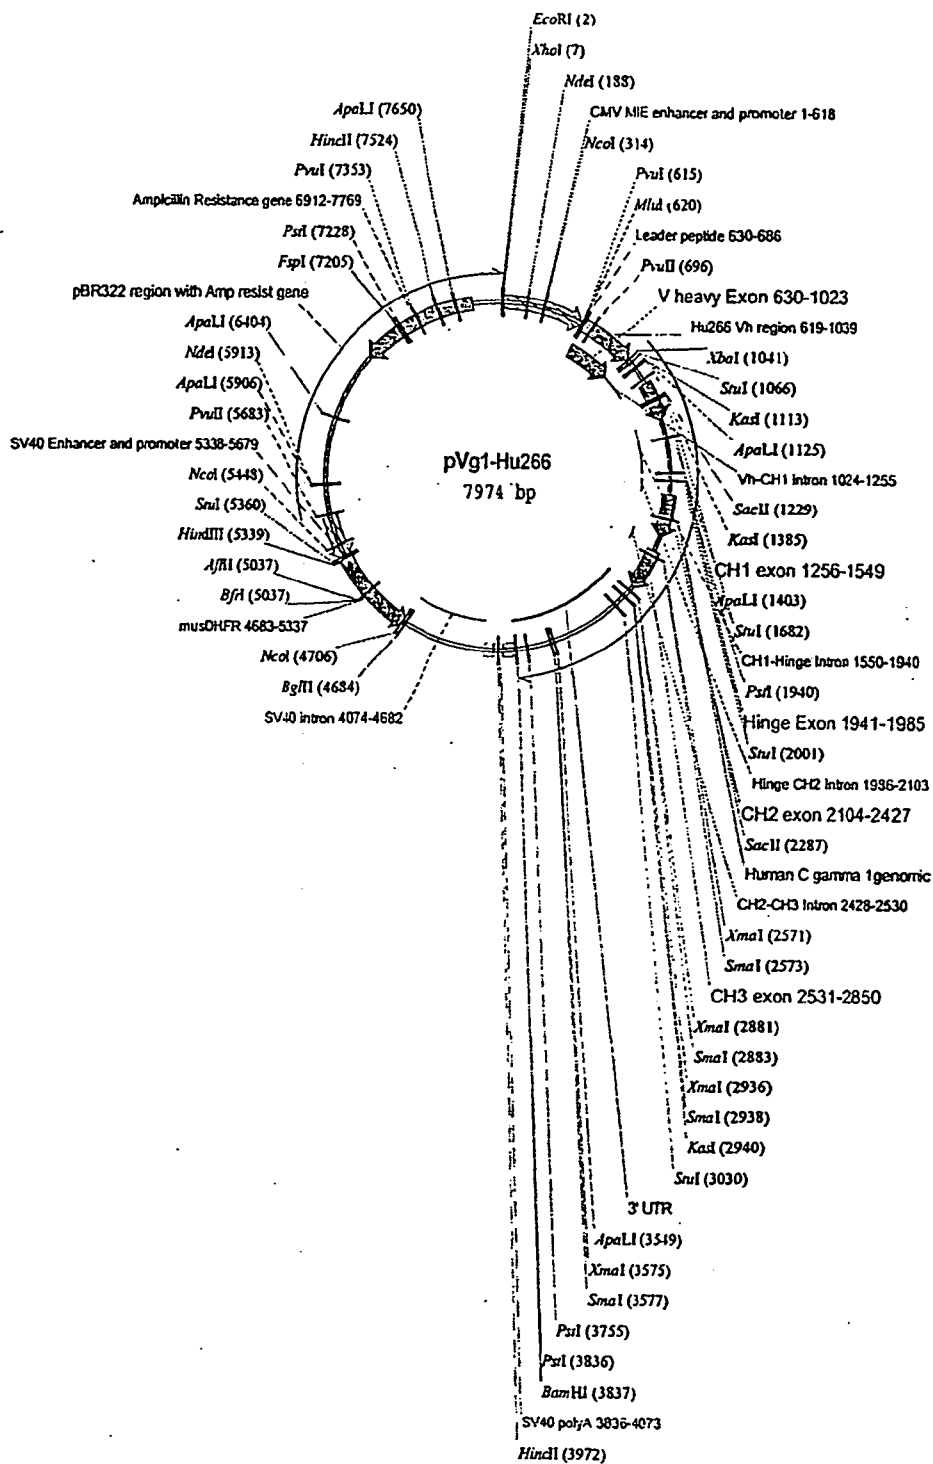 EcoRI (2)
XhoI (7)
NdeI (188)
CMV MIE enhancer and promoter 1-618
NcoI (314)
PvuI (615)
MluI (620)
Leader peptide 630-686
PvuII (696)
V heavy Exon 630-1023
Hu266 Vh region 619-1039
XbaI (1041)
StuI (1066)
KasI (1113)
ApaLI (1125)
Vh-CH1 intron 1024-1255
SacII (1229)
KasI (1385)
CH1 exon 1256-1549
ApaLI (1403)
StuI (1682)
CH1-Hinge Intron 1550-1940
PstI (1940)
Hinge Exon 1941-1985
StuI (2001)
Hinge CH2 Intron 1936-2103
CH2 exon 2104-2427
SacII (2287)
Human C gamma 1genomic
CH2-CH3 Intron 2428-2530
XmaI (2571)
SmaI (2573)
CH3 exon 2531-2850
XmaI (2881)
SmaI (2883)
XmaI (2936)
SmaI (2938)
KasI (2940)
StuI (3030)
3' UTR
ApaLI (3549)
XmaI (3575)
SmaI (3577)
PstI (3755)
PstI (3836)
BamHI (3837)
SV40 polyA 3836-4073
HincII (3972)
SV40 intron 4074-4682
BglII (4684)
NcoI (4706)
musDHFR 4683-5337
BfrI (5037)
AflII (5037)
HindIII (5339)
StuI (5360)
NcoI (5448)
SV40 Enhancer and promoter 5338-5679
PvuII (5683)
ApaLI (5906)
NdeI (5913)
ApaLI (6404)
pBR322 region with Amp resist gene
FspI (7205)
PstI (7228)
Ampicillin Resistance gene 6912-7769
PvuI (7353)
HincII (7524)
ApaLI (7650)
pVg1-Hu266
7974 bp